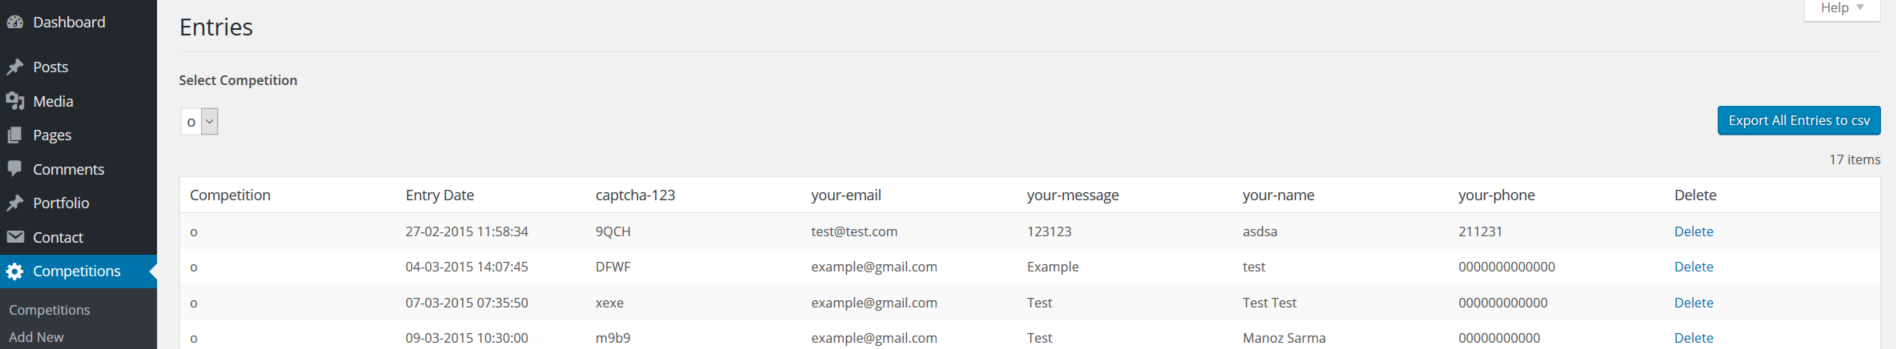 Dashboard
Posts
Media
Pages
Comments
Portfolio
Contact
Competitions
Competitions
Add New
Help
Entries
Select Competition
o
Export All Entries to csv
17 items
Competition Entry Date captcha-123 your-email your-message your-name your-phone Delete
o 27-02-2015 11:58:34 9QCH test@test.com 123123 asdsa 211231 Delete
o 04-03-2015 14:07:45 DFWF example@gmail.com Example test 0000000000000 Delete
o 07-03-2015 07:35:50 xexe example@gmail.com Test Test Test 000000000000 Delete
o 09-03-2015 10:30:00 m9b9 example@gmail.com Test Manoz Sarma 00000000000 Delete